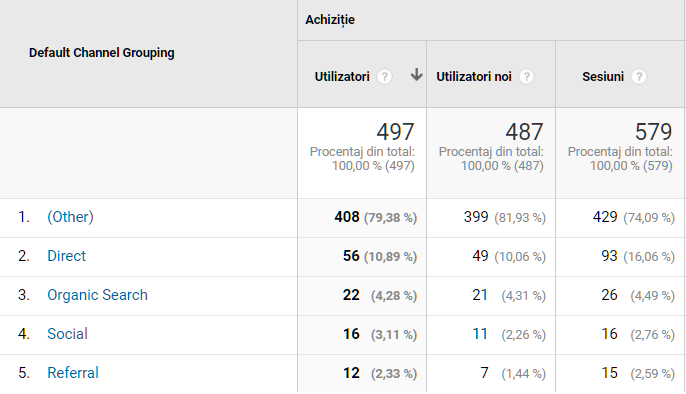 Achiziție
Default Channel Grouping
Utilizatori ? Utilizatori noi ? Sesiuni ?
497 487 579
Procentaj din total: Procentaj din total: Procentaj din total:
100,00 % (497) 100,00 % (487) 100,00 % (579)
1. (Other) 408 (79,38 %) 399 (81,93 %) 429 (74,09 %)
2. Direct 56 (10,89 %) 49 (10,06 %) 93 (16,06 %)
3. Organic Search 22 (4,28 %) 21 (4,31 %) 26 (4,49 %)
4. Social 16 (3,11 %) 11 (2,26 %) 16 (2,76 %)
5. Referral 12 (2,33 %) 7 (1,44 %) 15 (2,59 %)